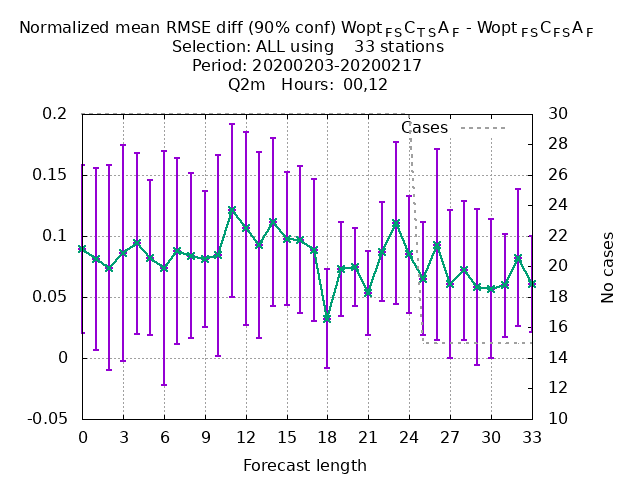 Normalized mean RMSE diff (90% conf) Wopt FS C T S A F - Wopt FS C FS A F
Selection: ALL using 33 stations
Period: 20200203-20200217
Q2m Hours: 00,12
Cases
0.2
0.15
0.1
0.05
0
-0.05
30
28
26
24
22
20
18
16
14
12
10
No cases
0 3 6 9 12 15 18 21 24 27 30 33
Forecast length